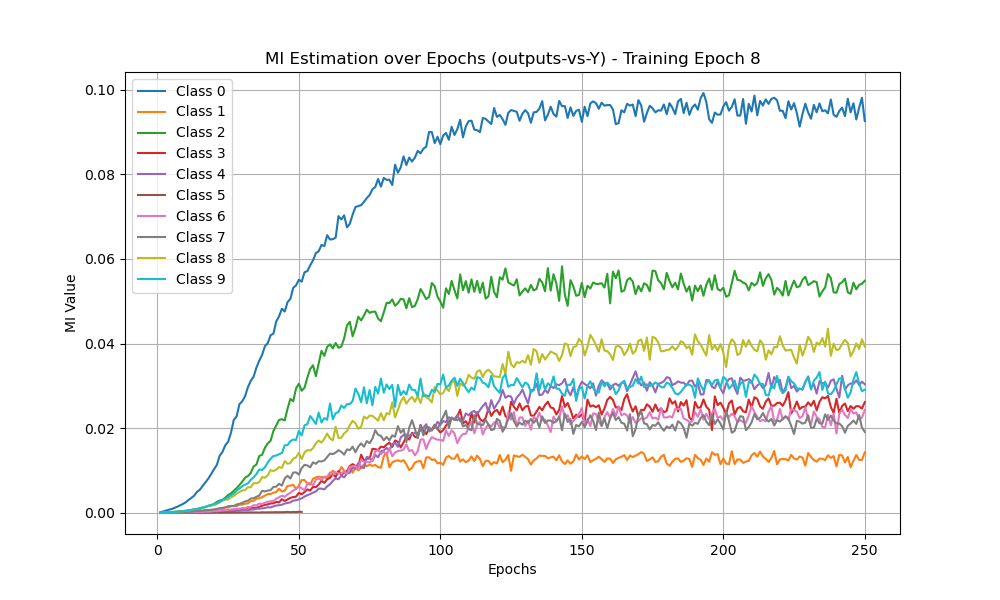 MI Estimation over Epochs (outputs-vs-Y) - Training Epoch 8
MI Value
0.10
0.08
0.06
0.04
0.02
0.00
Class 0
Class 1
Class 2
Class 3
Class 4
Class 5
Class 6
Class 7
Class 8
Class 9
0
50
100
150
200
250
Epochs